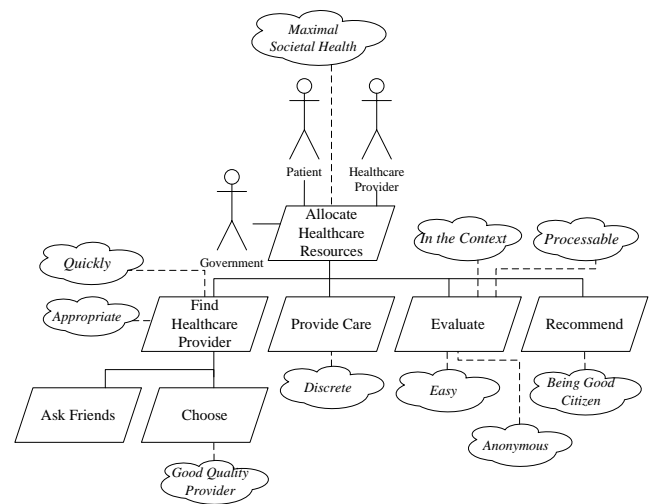 Maximal
Societal Health
Patient
Healthcare
Provider
Government
Allocate
Healthcare
Resources
In the Context
Processable
Quickly
Appropriate
Find
Healthcare
Provider
Provide Care
Evaluate
Recommend
Ask Friends
Choose
Discrete
Easy
Being Good
Citizen
Anonymous
Good Quality
Provider